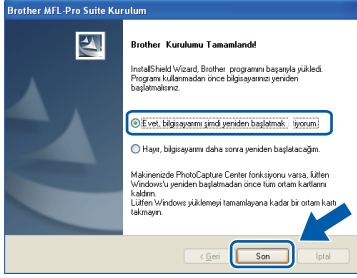 Brother MFL-Pro Suite Kurulum
Brother Kurulumu Tamamlandı!
InstallShield Wizard, Brother programını başarıyla yükledi.
Programı kullanmadan önce bilgisayarınızı yeniden
başlatmalısınız.
Evet, bilgisayarımı şimdi yeniden başlatmak tiyorum.
Hayır, bilgisayarımı daha sonra yeniden başlatacağım.
Makinenizde PhotoCapture Center fonksiyonu varsa, lütfen
Windows'u yeniden başlatmadan önce tüm ortam kartlarını
kaldırın.
Lütfen Windows yüklemeyi tamamlayana kadar bir ortam kartı
takmayın.
< Geri
Son
İptal